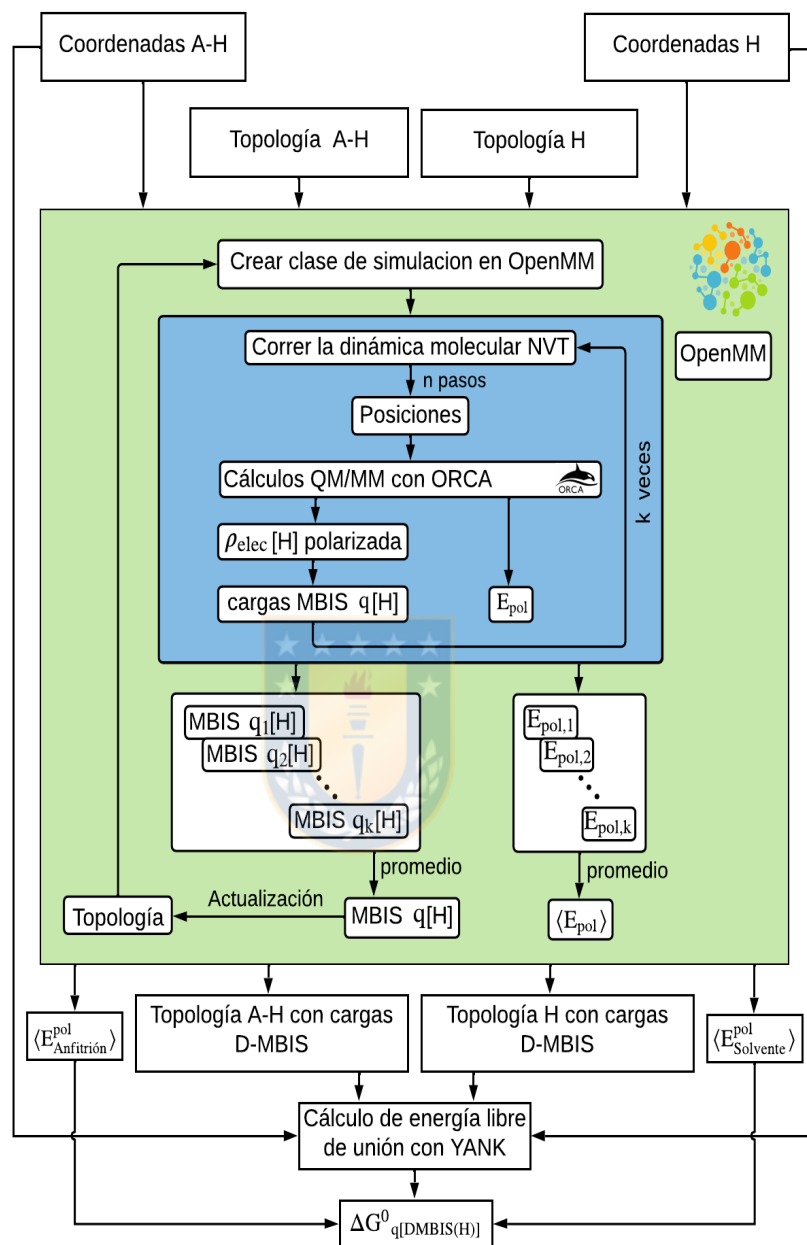 Coordenadas A-H
Coordenadas H
Topología A-H
Topología H
Crear clase de simulacion en OpenMM
OpenMM
Correr la dinámica molecular NVT
n pasos
Posiciones
Cálculos QM/MM con ORCA
ORCA
k veces
ρelec [H] polarizada
cargas MBIS q[H]
Epol
MBIS q1[H]
MBIS q2[H]
MBIS qk[H]
Epol,1
Epol,2
Epol,k
promedio
promedio
Topología
Actualización
MBIS q[H]
⟨Epol⟩
⟨E^pol_Anfitrión⟩
Topología A-H con cargas
D-MBIS
Topología H con cargas
D-MBIS
⟨E^pol_Solvente⟩
Cálculo de energía libre
de unión con YANK
ΔG⁰q[DMBIS(H)]